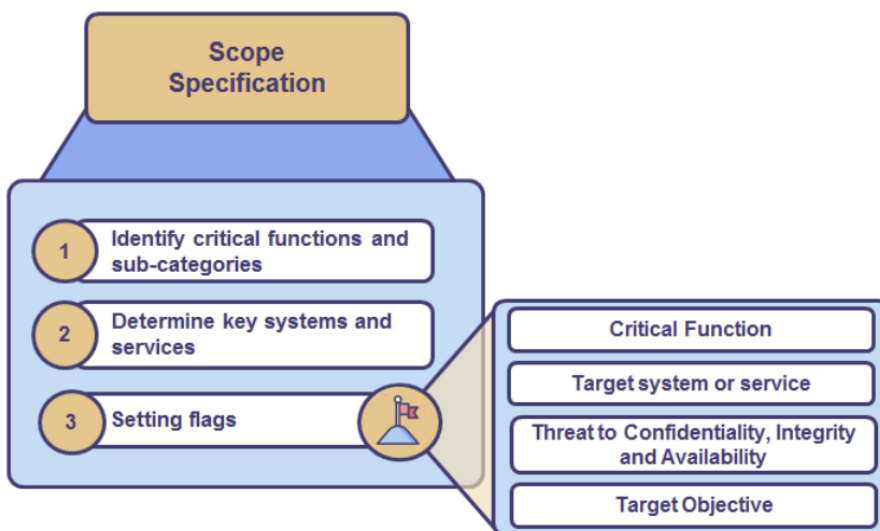 Scope
Specification
1
Identify critical functions and
sub-categories
2
Determine key systems and
services
3
Setting flags
Critical Function
Target system or service
Threat to Confidentiality, Integrity
and Availability
Target Objective